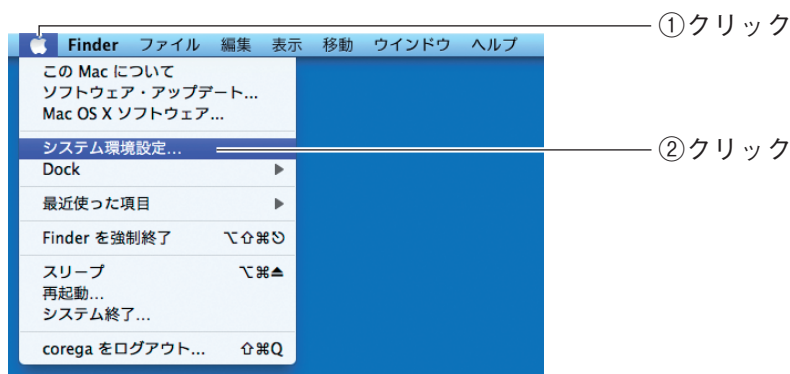 ①クリック
Finder ファイル 編集 表示 移動 ウインドウ ヘルプ
この Mac について
ソフトウェア・アップデート...
Mac OS X ソフトウェア...
システム環境設定...
②クリック
Dock ▶
最近使った項目 ▶
Finder を強制終了 ⌥⇧⌘⎋
スリープ ⌥⌘⏏
再起動...
システム終了...
corega をログアウト... ⇧⌘Q